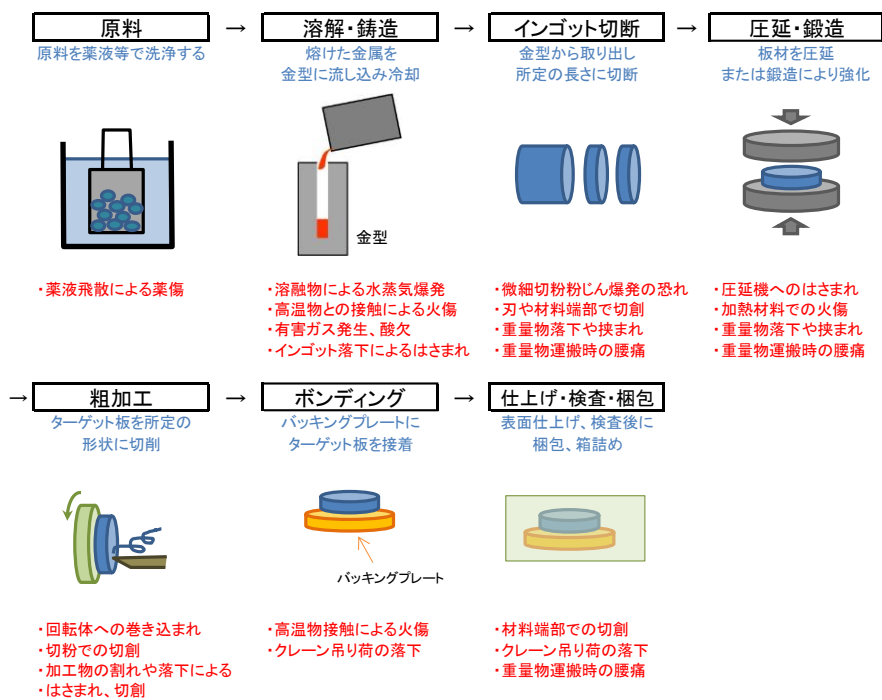 原料 → 溶解・鋳造 → インゴット切断 → 圧延・鍛造
原料を薬液等で洗浄する
熔けた金属を
金型に流し込み冷却
金型から取り出し
所定の長さに切断
板材を圧延
または鍛造により強化
金型
・薬液飛散による薬傷
・溶融物による水蒸気爆発
・高温物との接触による火傷
・有害ガス発生、酸欠
・インゴット落下によるはさまれ
・微細切粉粉じん爆発の恐れ
・刃や材料端部で切創
・重量物落下や挟まれ
・重量物運搬時の腰痛
・圧延機へのはさまれ
・加熱材料での火傷
・重量物落下や挟まれ
・重量物運搬時の腰痛
→ 粗加工 → ボンディング → 仕上げ・検査・梱包
ターゲット板を所定の
形状に切削
バッキングプレートに
ターゲット板を接着
表面仕上げ、検査後に
梱包、箱詰め
バッキングプレート
・回転体への巻き込まれ
・切粉での切創
・加工物の割れや落下による
・はさまれ、切創
・高温物接触による火傷
・クレーン吊り荷の落下
・材料端部での切創
・クレーン吊り荷の落下
・重量物運搬時の腰痛